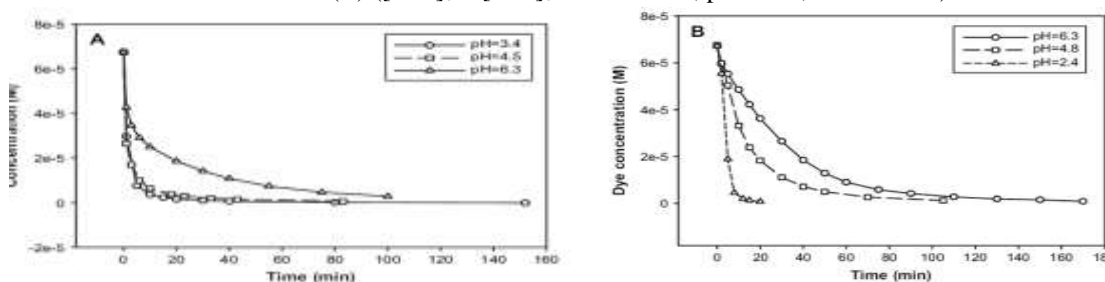 8e-5
A
pH=3.4
pH=4.5
pH=6.3
6e-5
4e-5
2e-5
0
-2e-5
0 20 40 60 80 100 120 140 160
Time (min)
Concentration (M)
8e-5
B
pH=6.3
pH=4.8
pH=2.4
6e-5
4e-5
2e-5
0
0 20 40 60 80 100 120 140 160
Time (min)
Dye concentration (M)